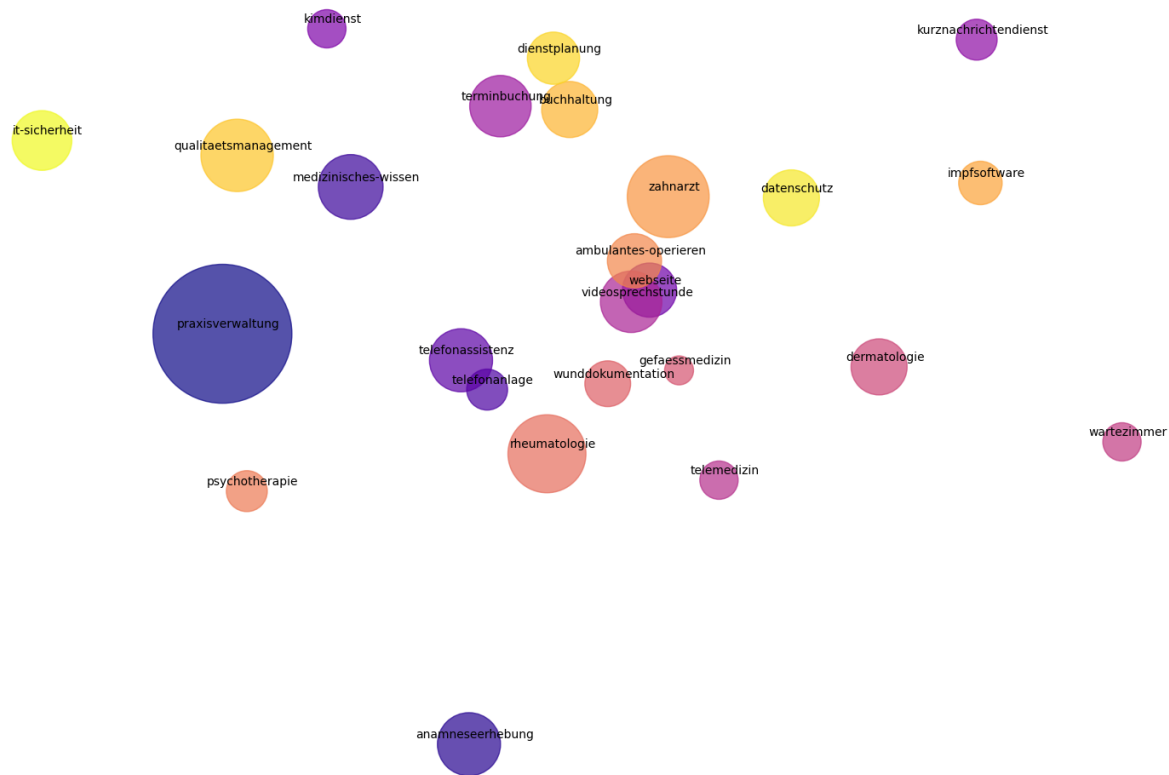 kimdienst
kurznachrichtendienst
dienstplanung
terminbuchung
buchhaltung
it-sicherheit
qualitaetsmanagement
medizinisches-wissen
impfsoftware
zahnarzt
datenschutz
ambulantes-operieren
webseite
videosprechstunde
praxisverwaltung
telefonassistenz
gefaessmedizin
dermatologie
wunddokumentation
telefonanlage
wartezimmer
rheumatologie
telemedizin
psychotherapie
anamneseerhebung